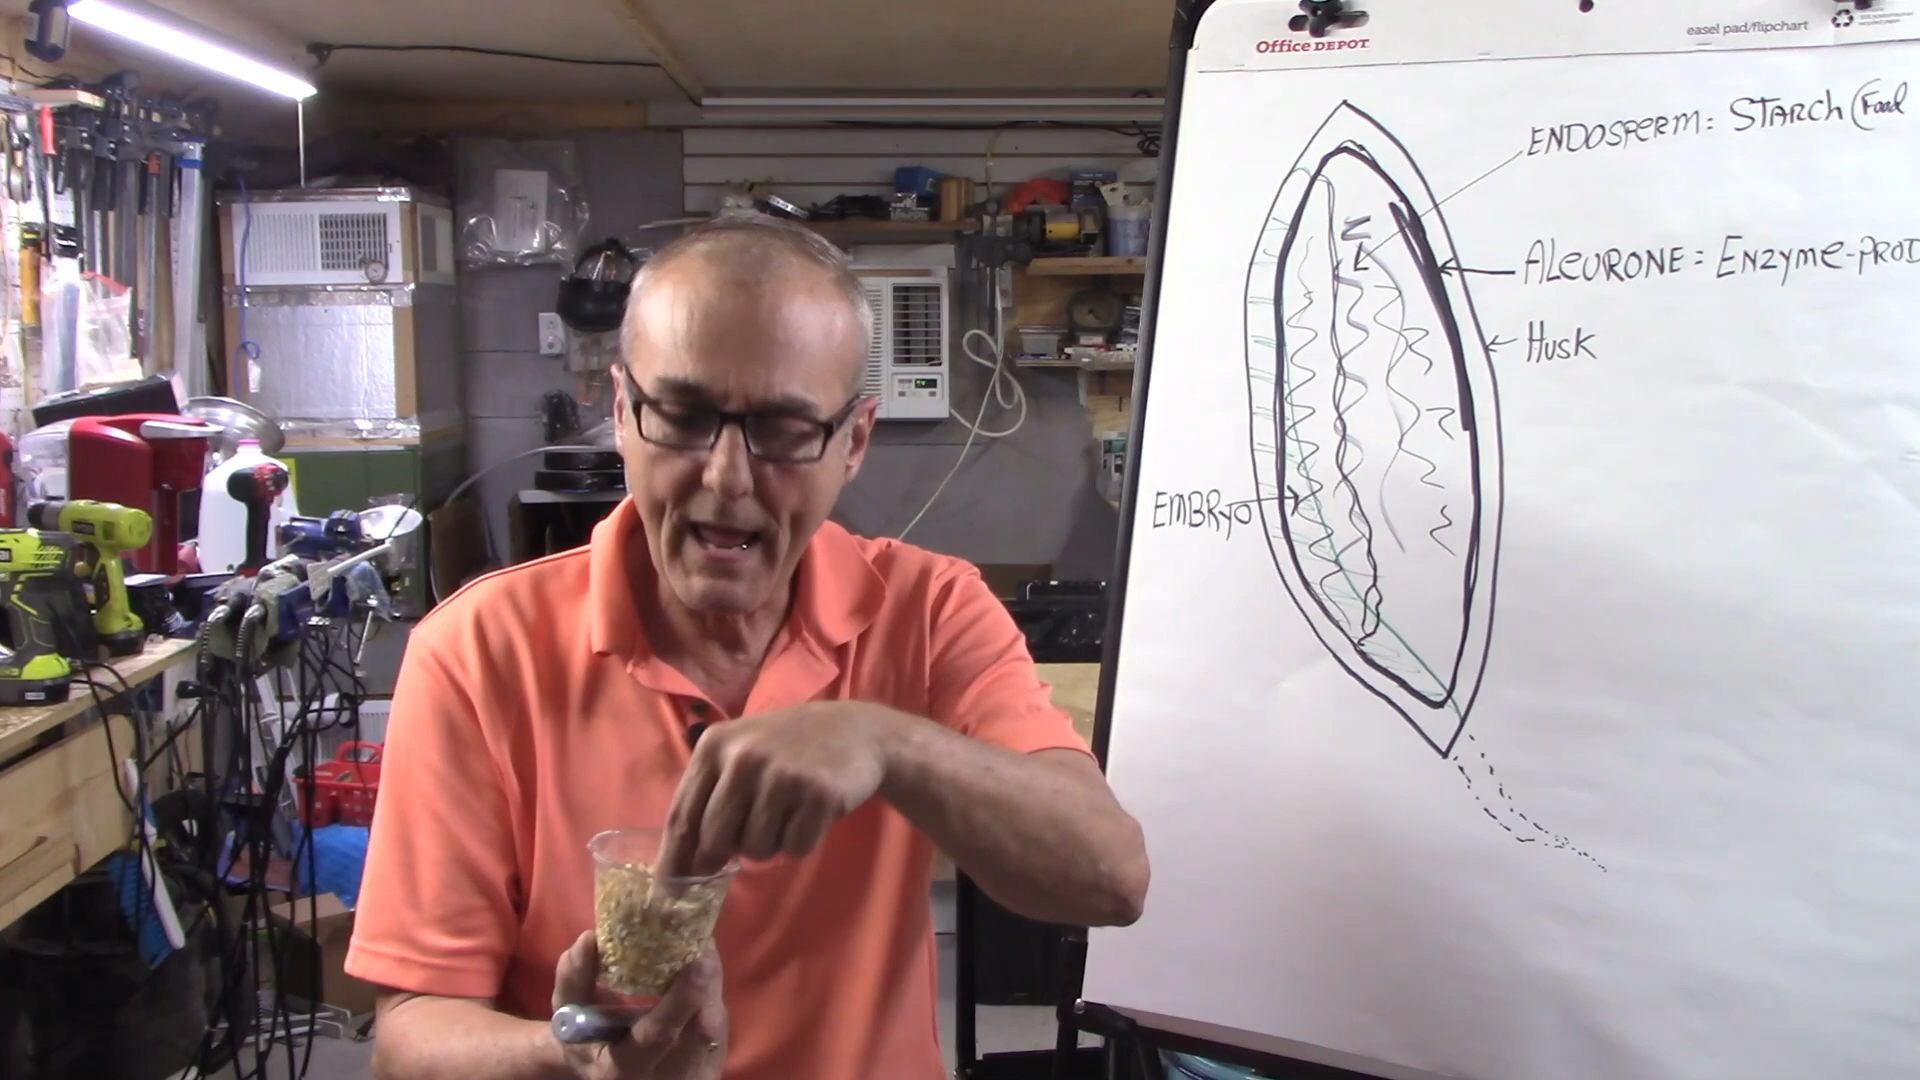 Office DEPOT
easel pad/flipchart
ENDOSPERM: STARCH (Food
ALEURONE = ENZYME-PROD
HUSK
EMBRYO